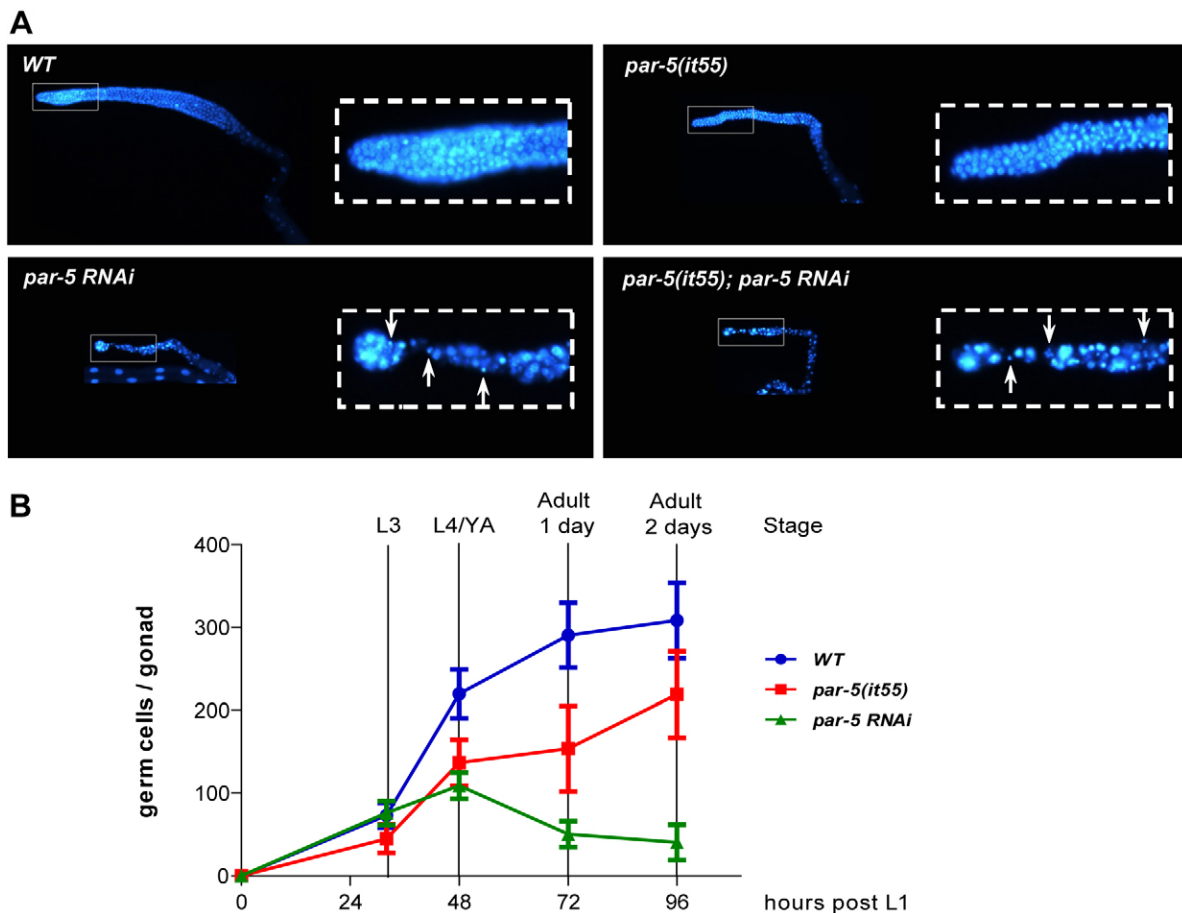 A
WT
par-5(it55)
par-5 RNAi
par-5(it55); par-5 RNAi
B
L3
L4/YA
Adult
1 day
Adult
2 days
Stage
germ cells / gonad
400
300
200
100
0
0
24
48
72
96
hours post L1
WT
par-5(it55)
par-5 RNAi